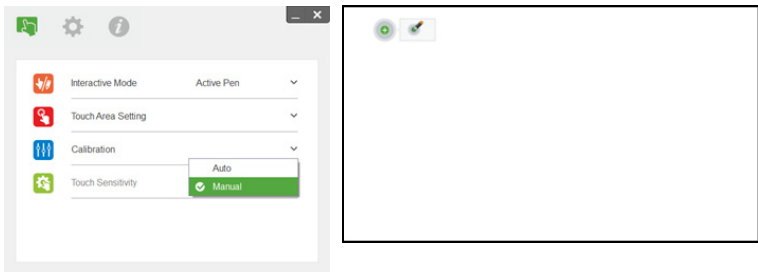 Interactive Mode Active Pen
Touch Area Setting
Calibration
Auto
Touch Sensitivity
Manual